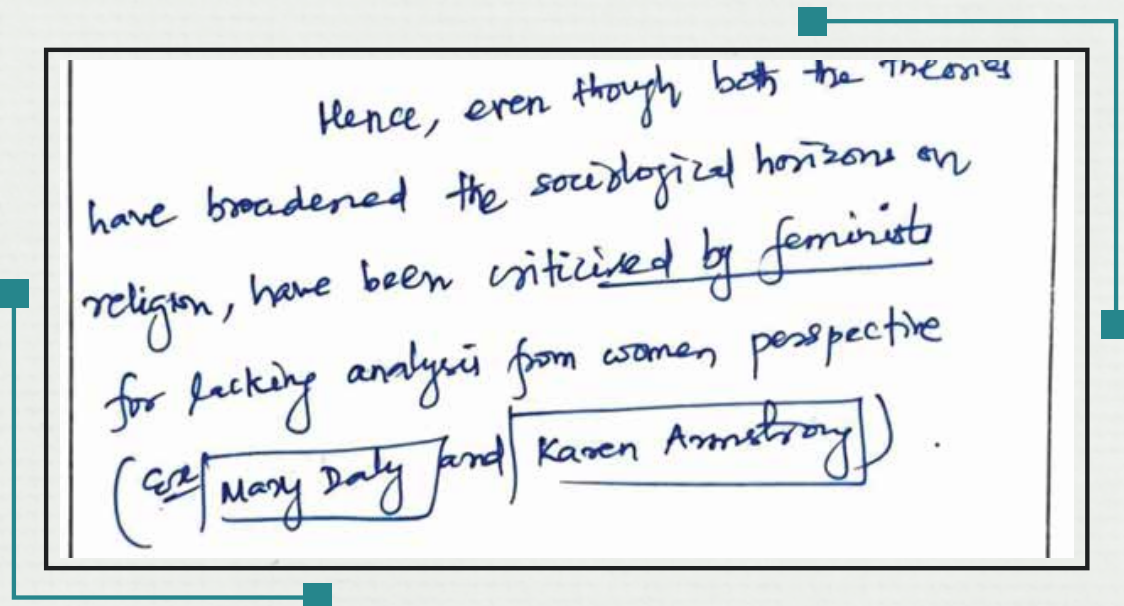 Hence, even though both the theories
have broadened the sociological horizons on
religion, have been criticised by feminists
for lacking analysis from women perspective
(Ex Mary Daly and Karen Armstrong).